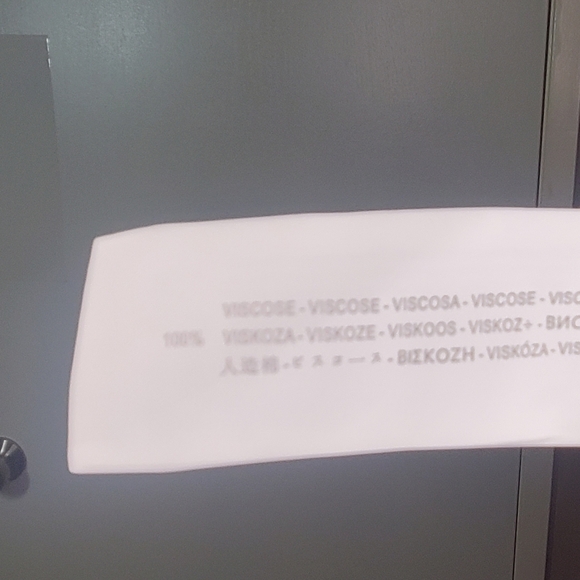 VISCOSE - VISCOSE - VISCOSA - VISCOSE - VISC
100% VISKOZA - VISKOZE - VISKOOS - VISKOZ÷ - ВИС
人造棉 - ビスコース - ΒΙΣΚΟΖΗ - VISKÓZA - VIS